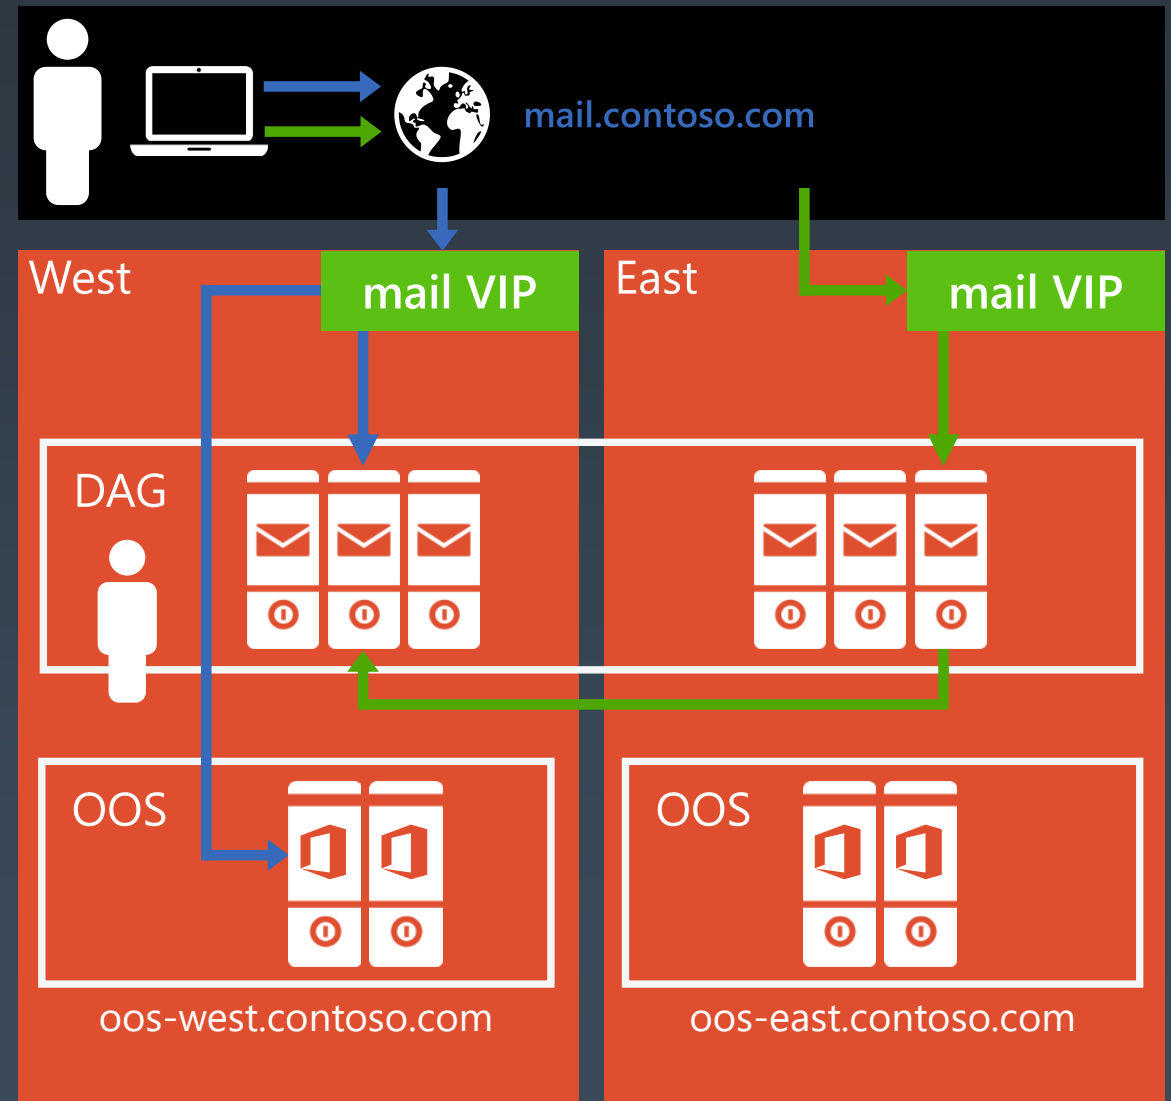 mail.contoso.com
West
mail VIP
East
mail VIP
DAG
OOS
OOS
oos-west.contoso.com
oos-east.contoso.com